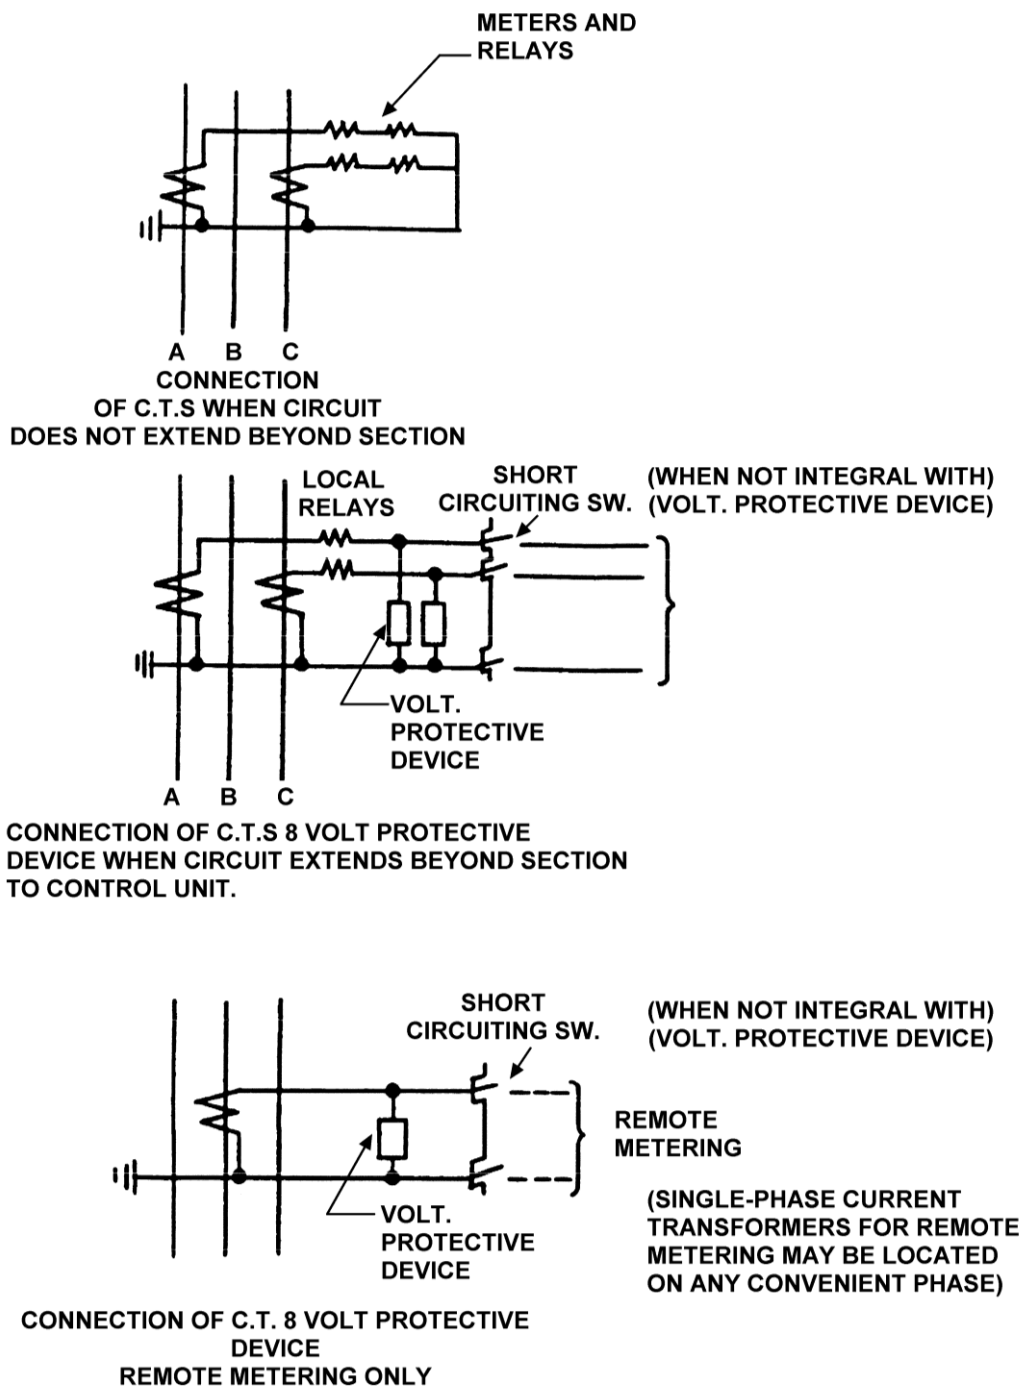 METERS AND
RELAYS
A B C
CONNECTION
OF C.T.S WHEN CIRCUIT
DOES NOT EXTEND BEYOND SECTION
LOCAL
RELAYS
SHORT
CIRCUITING SW.
(WHEN NOT INTEGRAL WITH)
(VOLT. PROTECTIVE DEVICE)
VOLT.
PROTECTIVE
DEVICE
A B C
CONNECTION OF C.T.S 8 VOLT PROTECTIVE
DEVICE WHEN CIRCUIT EXTENDS BEYOND SECTION
TO CONTROL UNIT.
SHORT
CIRCUITING SW.
(WHEN NOT INTEGRAL WITH)
(VOLT. PROTECTIVE DEVICE)
REMOTE
METERING
(SINGLE-PHASE CURRENT
TRANSFORMERS FOR REMOTE
METERING MAY BE LOCATED
ON ANY CONVENIENT PHASE)
VOLT.
PROTECTIVE
DEVICE
CONNECTION OF C.T. 8 VOLT PROTECTIVE
DEVICE
REMOTE METERING ONLY